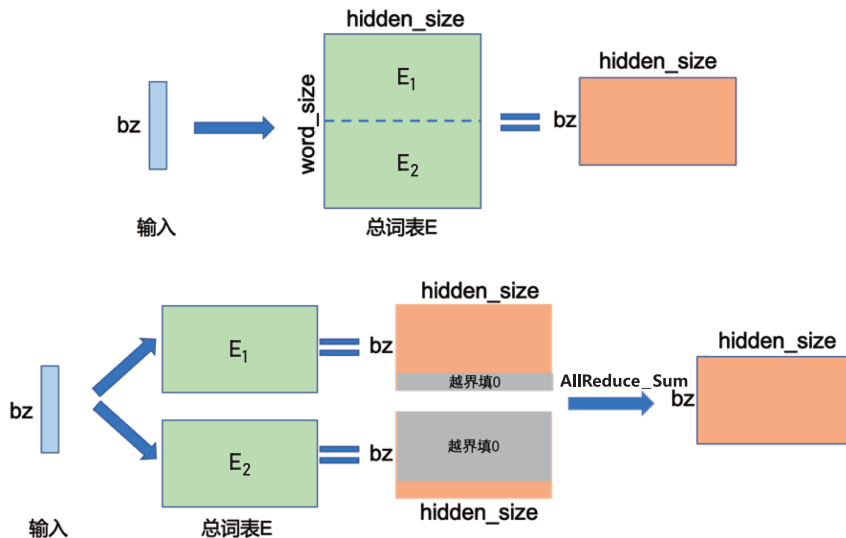 hidden_size
bz
word_size
E₁
E₂
bz
hidden_size
输入
总词表E
bz
E₁
E₂
bz
hidden_size
越界填0
bz
越界填0
hidden_size
AllReduce_Sum
bz
hidden_size
输入
总词表E